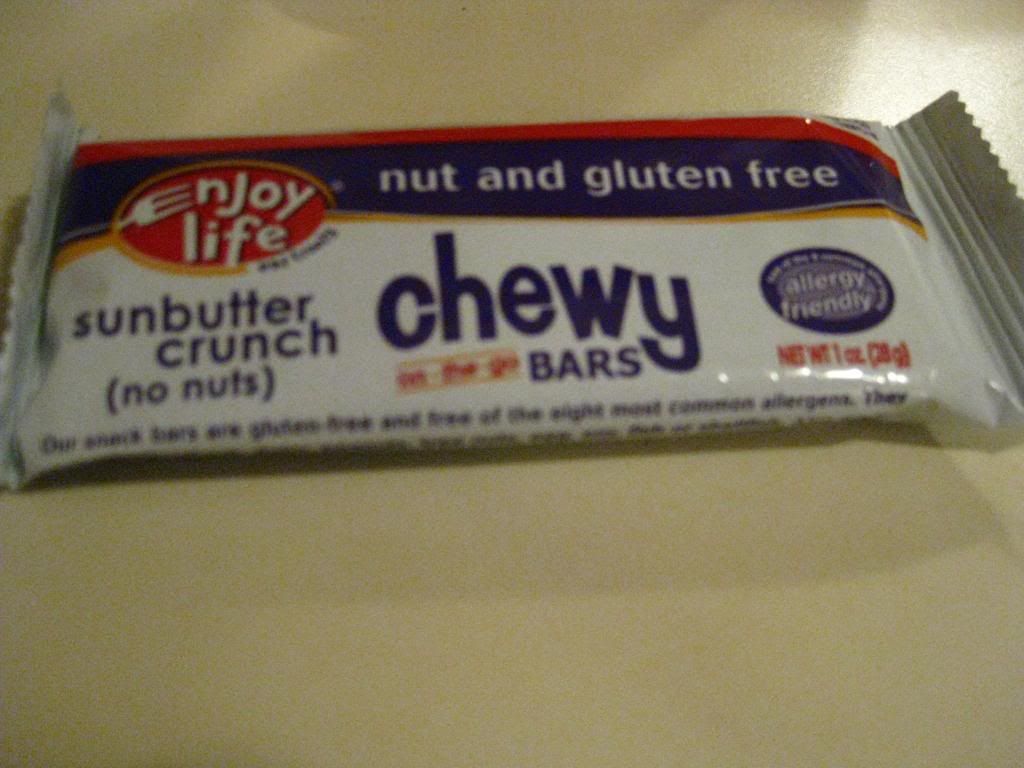 nut and gluten free
enjoy
life
sunbutter
crunch
(no nuts)
chewy
on-the-go BARS
allergy
friendly
NET WT 1 oz. (28g)
Our snack bars are gluten-free and free of the eight most common allergens. They